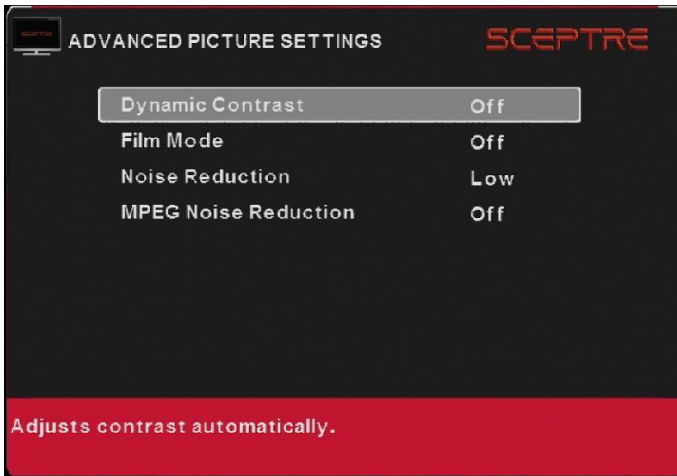 ADVANCED PICTURE SETTINGS
SCEPTRE
Dynamic Contrast Off
Film Mode Off
Noise Reduction Low
MPEG Noise Reduction Off
Adjusts contrast automatically.